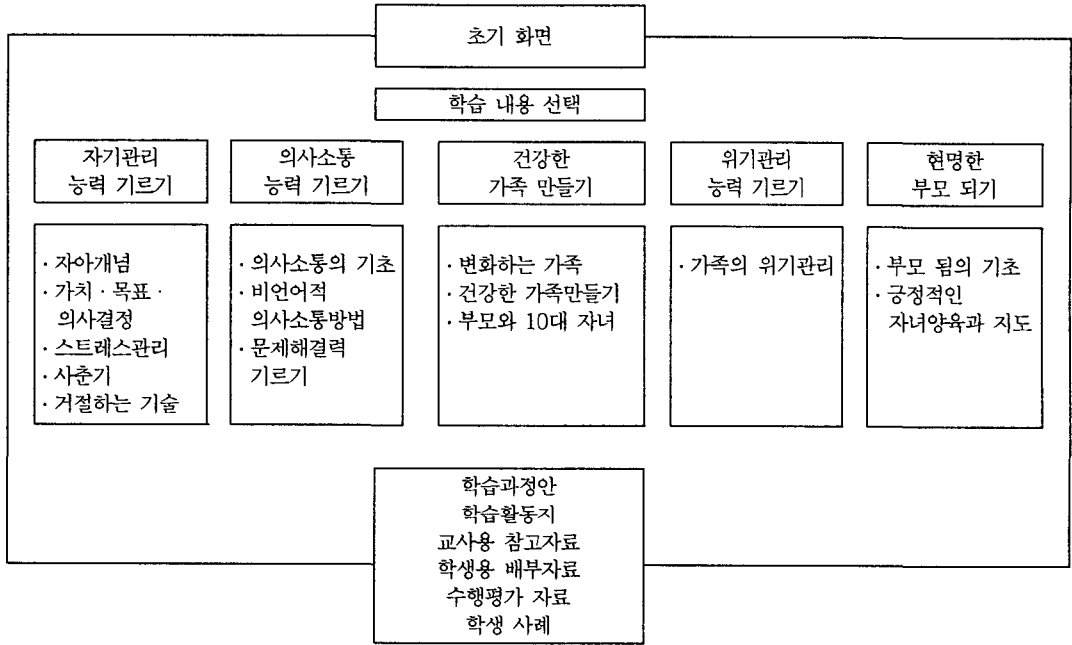 초기 화면
학습 내용 선택
자기관리
능력 기르기
의사소통
능력 기르기
건강한
가족 만들기
위기관리
능력 기르기
현명한
부모 되기
· 자아개념
· 가치 · 목표 ·
의사결정
· 스트레스관리
· 사춘기
· 거절하는 기술
· 의사소통의 기초
· 비언어적
의사소통방법
· 문제해결력
기르기
· 변화하는 가족
· 건강한 가족만들기
· 부모와 10대 자녀
· 가족의 위기관리
· 부모 됨의 기초
· 긍정적인
자녀양육과 지도
학습과정안
학습활동지
교사용 참고자료
학생용 배부자료
수행평가 자료
학생 사례